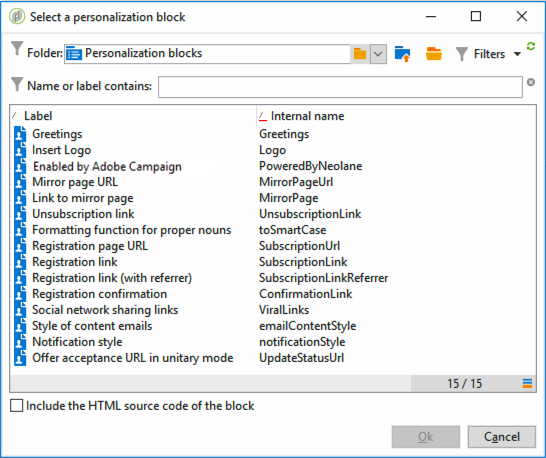 Select a personalization block
Folder: Personalization blocks Filters
Name or label contains:
Label Internal name
Greetings Greetings
Insert Logo Logo
Enabled by Adobe Campaign PoweredByNeolane
Mirror page URL MirrorPageUrl
Link to mirror page MirrorPage
Unsubscription link UnsubscriptionLink
Formatting function for proper nouns toSmartCase
Registration page URL SubscriptionUrl
Registration link SubscriptionLink
Registration link (with referrer) SubscriptionLinkReferrer
Registration confirmation ConfirmationLink
Social network sharing links ViralLinks
Style of content emails emailContentStyle
Notification style notificationStyle
Offer acceptance URL in unitary mode UpdateStatusUrl
15 / 15
Include the HTML source code of the block
Ok Cancel